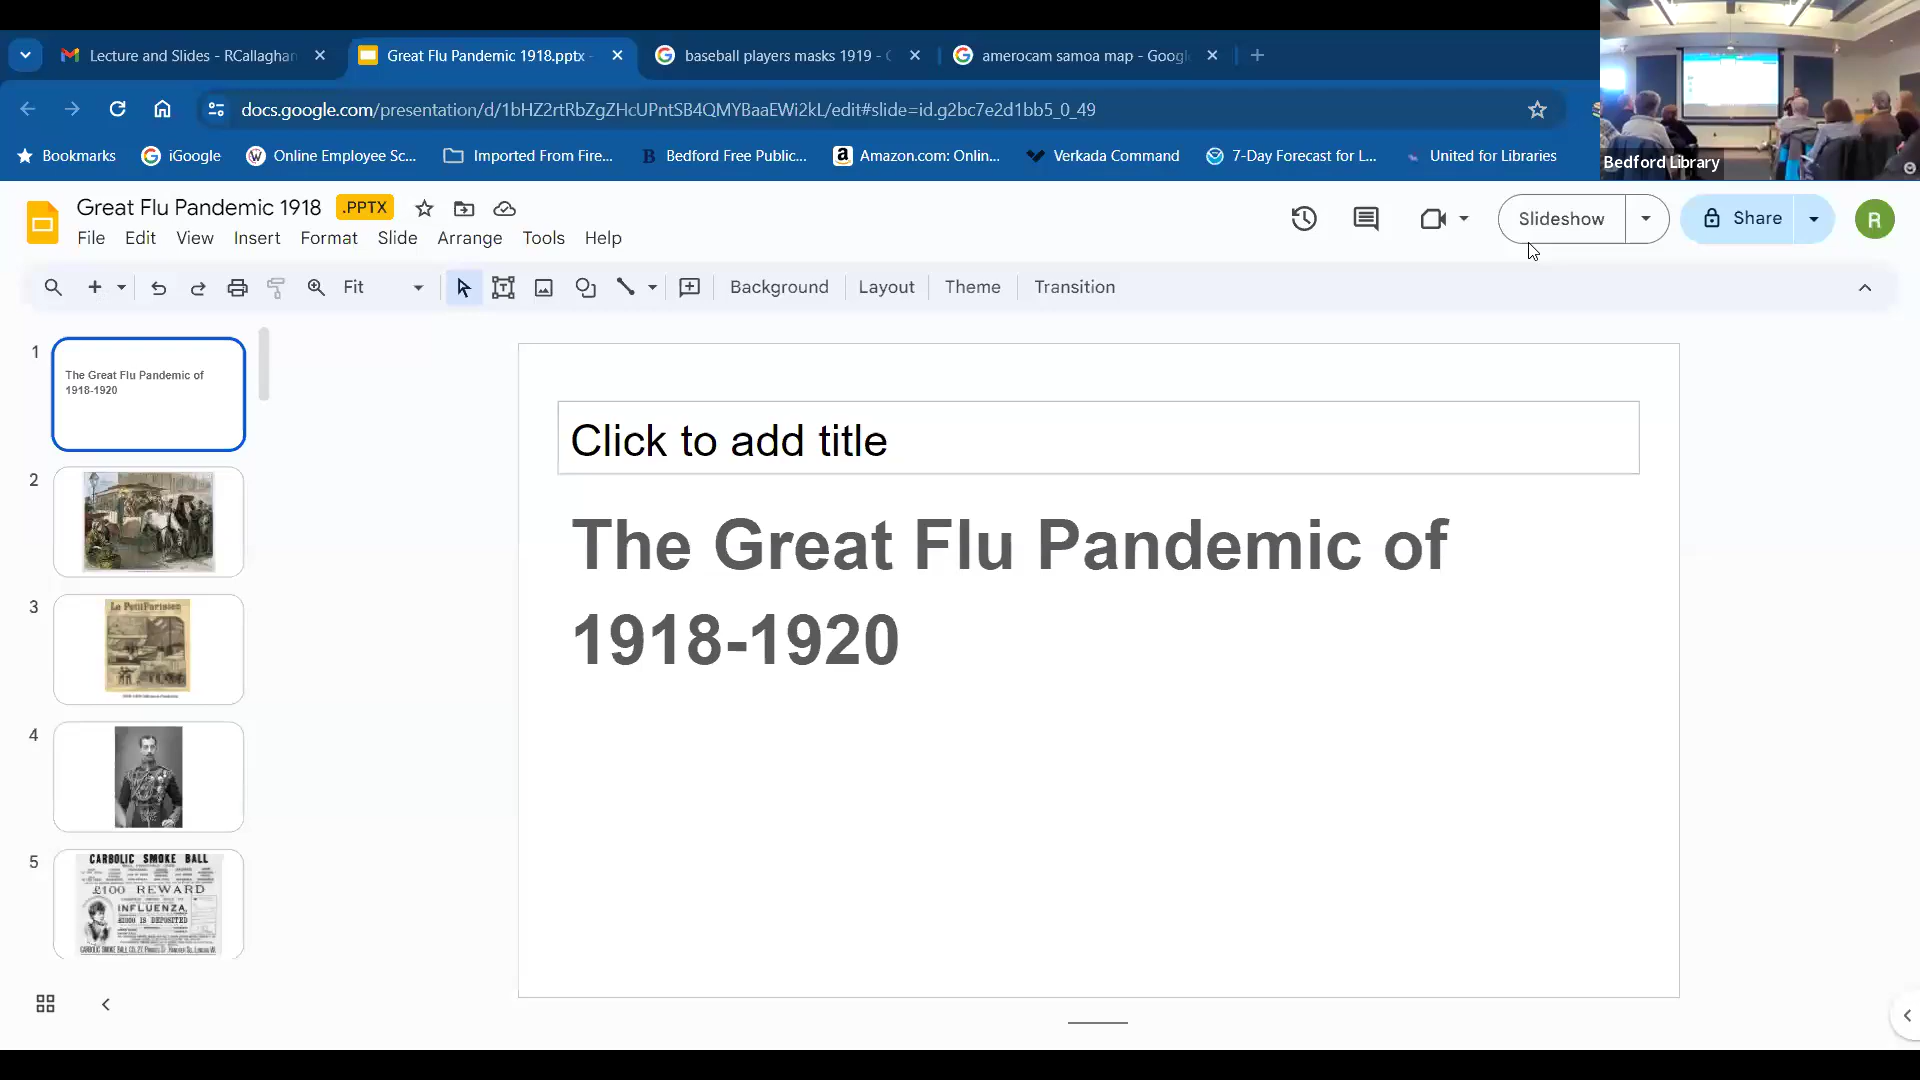 Lecture and Slides - RCallaghan
Great Flu Pandemic 1918.pptx -
baseball players masks 1919 - G
amerocam samoa map - Google
docs.google.com/presentation/d/1bHZ2rtRbZgZHcUPntSB4QMYBaaEWi2kL/edit#slide=id.g2bc7e2d1bb5_0_49
Bookmarks
iGoogle
Online Employee Sc...
Imported From Fire...
Bedford Free Public...
Amazon.com: Onlin...
Verkada Command
7-Day Forecast for L...
United for Libraries
Bedford Library
Great Flu Pandemic 1918
.PPTX
File Edit View Insert Format Slide Arrange Tools Help
Slideshow
Share
R
Fit
Background
Layout
Theme
Transition
1
The Great Flu Pandemic of
1918-1920
2
3
Le Petit Parisien
4
5
CARBOLIC SMOKE BALL
£100 REWARD
INFLUENZA,
£1000 IS DEPOSITED
Click to add title
The Great Flu Pandemic of
1918-1920